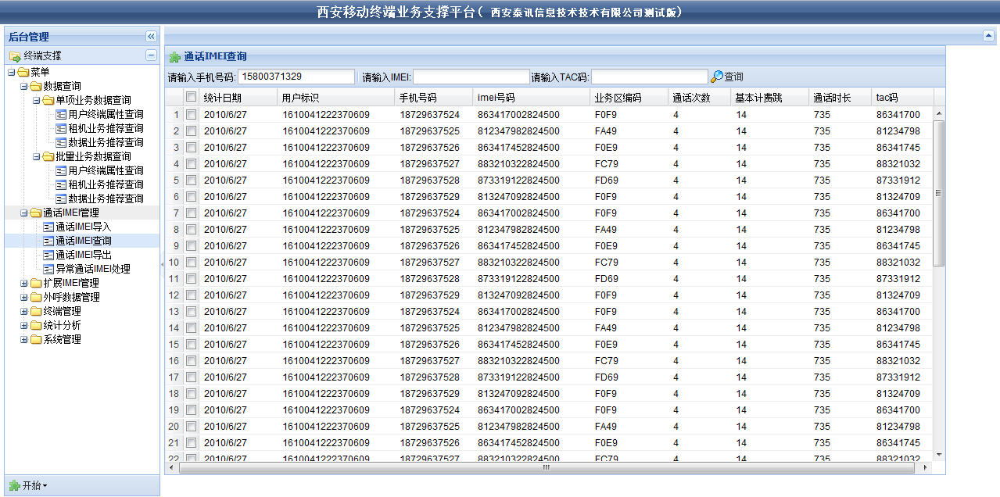 西安移动终端业务支撑平台( 西安泰讯信息技术技术有限公司测试版)
后台管理
终端支撑
菜单
数据查询
单项业务数据查询
用户终端属性查询
租机业务推荐查询
数据业务推荐查询
批量业务数据查询
用户终端属性查询
租机业务推荐查询
数据业务推荐查询
通话IMEI管理
通话IMEI导入
通话IMEI查询
通话IMEI导出
异常通话IMEI处理
扩展IMEI管理
外呼数据管理
终端管理
统计分析
系统管理
开始
通话IMEI查询
请输入手机号码: 15800371329 请输入IMEI: 请输入TAC码: 查询
统计日期 用户标识 手机号码 imei号码 业务区编码 通话次数 基本计费跳 通话时长 tac码
1 2010/6/27 1610041222370609 18729637524 863417002824500 F0F9 4 14 735 86341700
2 2010/6/27 1610041222370609 18729637525 812347982824500 FA49 4 14 735 81234798
3 2010/6/27 1610041222370609 18729637526 863417452824500 F0E9 4 14 735 86341745
4 2010/6/27 1610041222370609 18729637527 883210322824500 FC79 4 14 735 88321032
5 2010/6/27 1610041222370609 18729637528 873319122824500 FD69 4 14 735 87331912
6 2010/6/27 1610041222370609 18729637529 813247092824500 F0F9 4 14 735 81324709
7 2010/6/27 1610041222370609 18729637524 863417002824500 F0F9 4 14 735 86341700
8 2010/6/27 1610041222370609 18729637525 812347982824500 FA49 4 14 735 81234798
9 2010/6/27 1610041222370609 18729637526 863417452824500 F0E9 4 14 735 86341745
10 2010/6/27 1610041222370609 18729637527 883210322824500 FC79 4 14 735 88321032
11 2010/6/27 1610041222370609 18729637528 873319122824500 FD69 4 14 735 87331912
12 2010/6/27 1610041222370609 18729637529 813247092824500 F0F9 4 14 735 81324709
13 2010/6/27 1610041222370609 18729637524 863417002824500 F0F9 4 14 735 86341700
14 2010/6/27 1610041222370609 18729637525 812347982824500 FA49 4 14 735 81234798
15 2010/6/27 1610041222370609 18729637526 863417452824500 F0E9 4 14 735 86341745
16 2010/6/27 1610041222370609 18729637527 883210322824500 FC79 4 14 735 88321032
17 2010/6/27 1610041222370609 18729637528 873319122824500 FD69 4 14 735 87331912
18 2010/6/27 1610041222370609 18729637529 813247092824500 F0F9 4 14 735 81324709
19 2010/6/27 1610041222370609 18729637524 863417002824500 F0F9 4 14 735 86341700
20 2010/6/27 1610041222370609 18729637525 812347982824500 FA49 4 14 735 81234798
21 2010/6/27 1610041222370609 18729637526 863417452824500 F0E9 4 14 735 86341745
22 2010/6/27 1610041222370609 18729637527 883210322824500 FC79 4 14 735 88321032